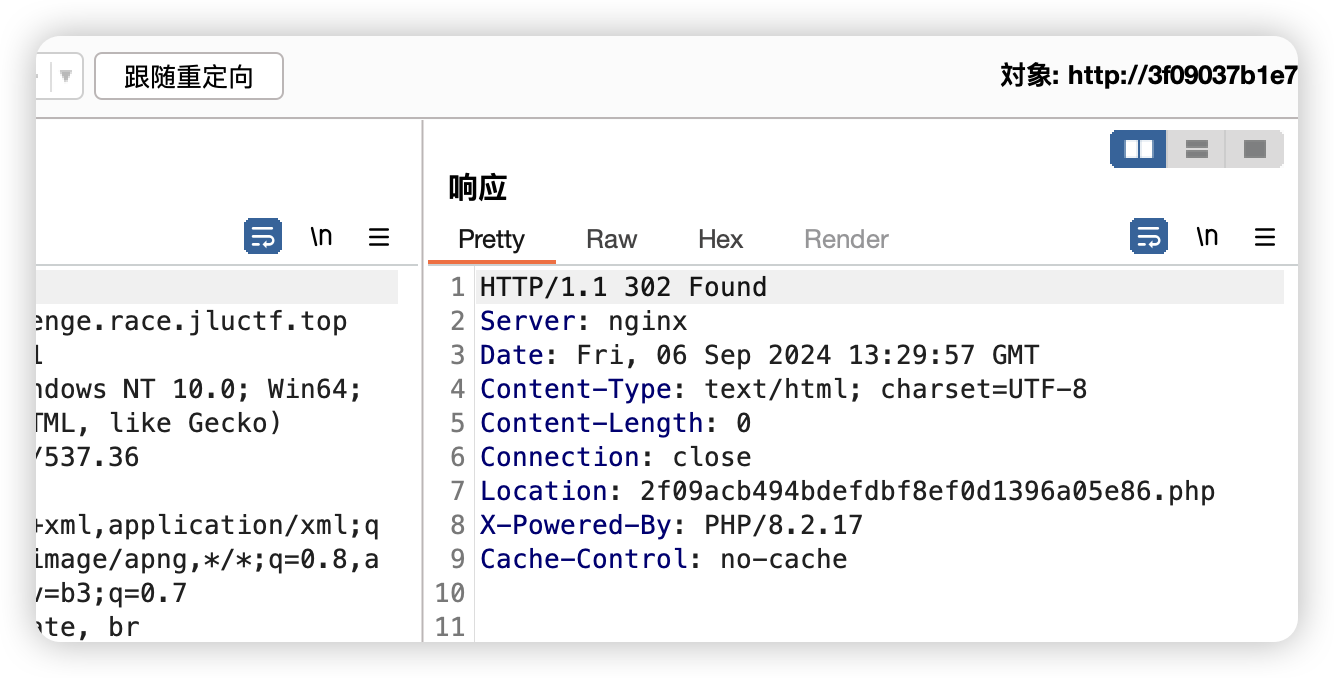 跟随重定向
对象: http://3f09037b1e7
响应
\n
Pretty Raw Hex Render
\n
enge.race.jluctf.top
1
ndows NT 10.0; Win64;
TML, like Gecko)
/537.36
+xml,application/xml;q
image/apng,*/*;q=0.8,a
v=b3;q=0.7
ate, br
1 HTTP/1.1 302 Found
2 Server: nginx
3 Date: Fri, 06 Sep 2024 13:29:57 GMT
4 Content-Type: text/html; charset=UTF-8
5 Content-Length: 0
6 Connection: close
7 Location: 2f09acb494bdefdbf8ef0d1396a05e86.php
8 X-Powered-By: PHP/8.2.17
9 Cache-Control: no-cache
10
11